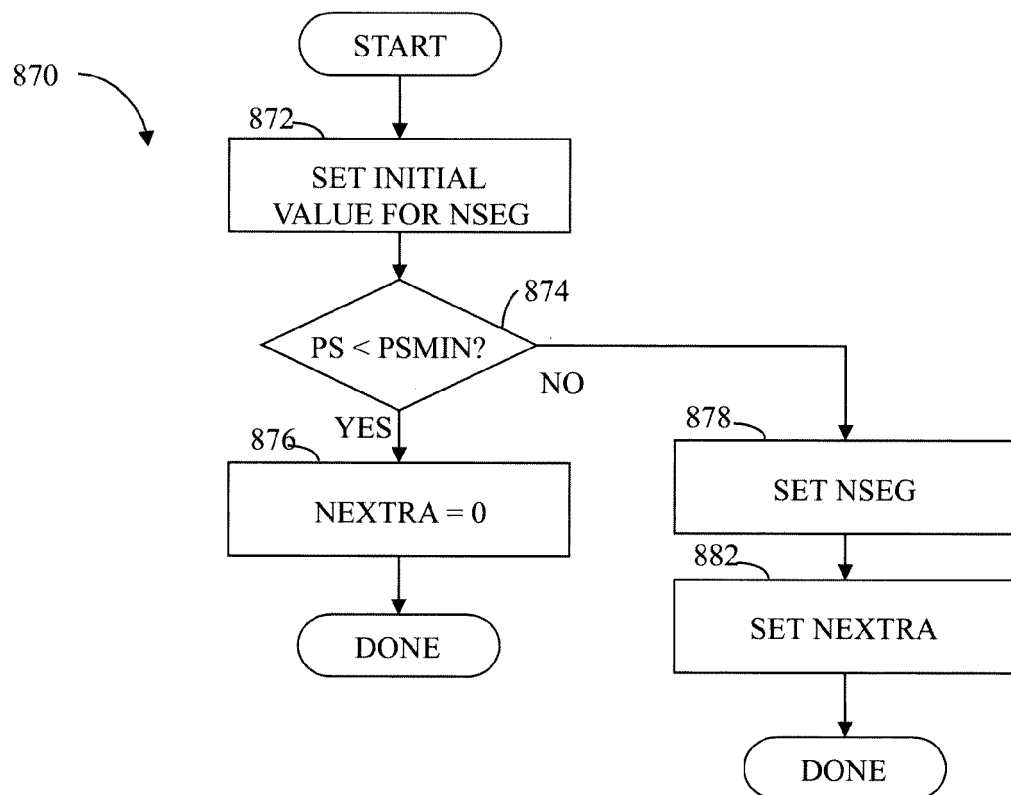 START
870
872
SET INITIAL
VALUE FOR NSEG
874
PS < PSMIN?
NO
YES
876
878
NEXTRA = 0
SET NSEG
882
SET NEXTRA
DONE
DONE